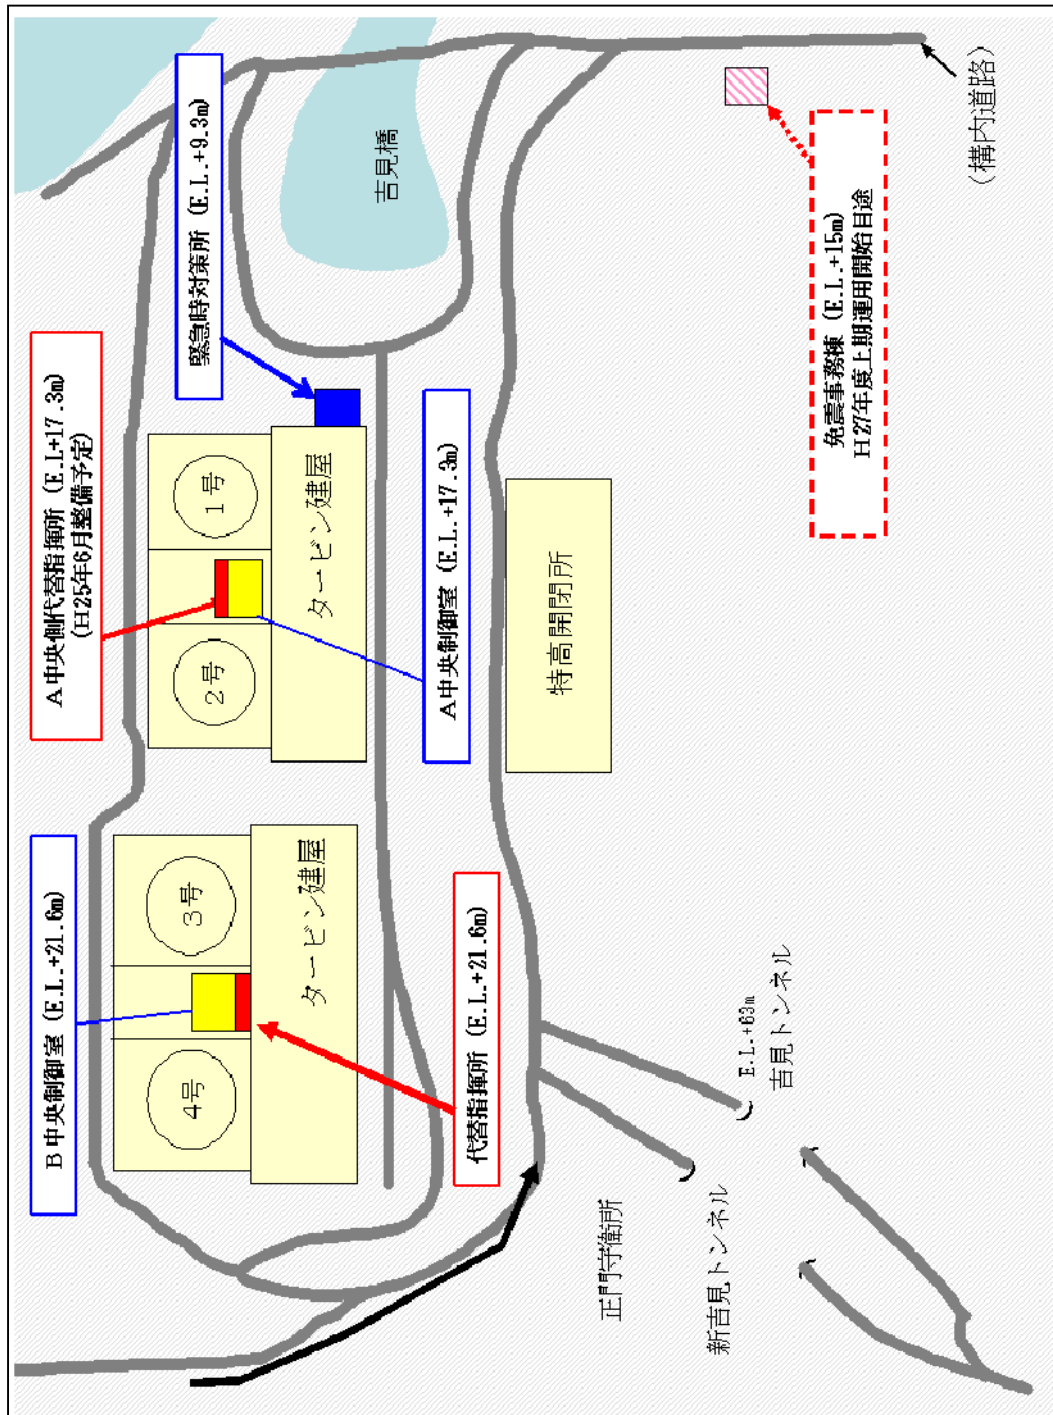 B中央制御室 (E.L.+21.6m)
A中央側代替指揮所 (E.L+17.3m)
(H25年6月整備予定)
緊急時対策所 (E.L.+9.3m)
4号
3号
2号
1号
タービン建屋
タービン建屋
吉見橋
代替指揮所 (E.L.+21.6m)
A中央制御室 (E.L.+17.3m)
特高開閉所
正門守衛所
新吉見トンネル
E.L.+63m
吉見トンネル
免震事務棟 (E.L.+15m)
H27年度上期運用開始目途
(構内道路)